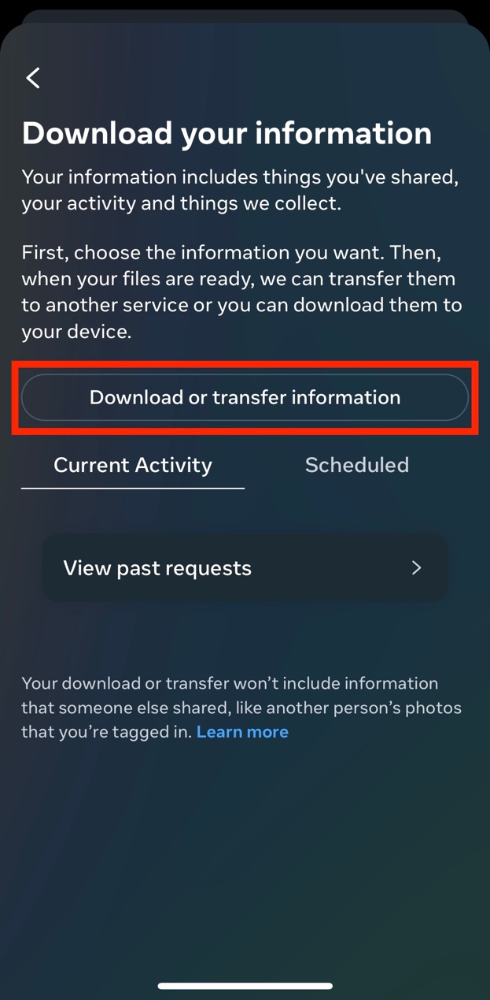 Download your information
Your information includes things you've shared,
your activity and things we collect.
First, choose the information you want. Then,
when your files are ready, we can transfer them
to another service or you can download them to
your device.
Download or transfer information
Current Activity
Scheduled
View past requests
Your download or transfer won’t include information
that someone else shared, like another person’s photos
that you’re tagged in. Learn more